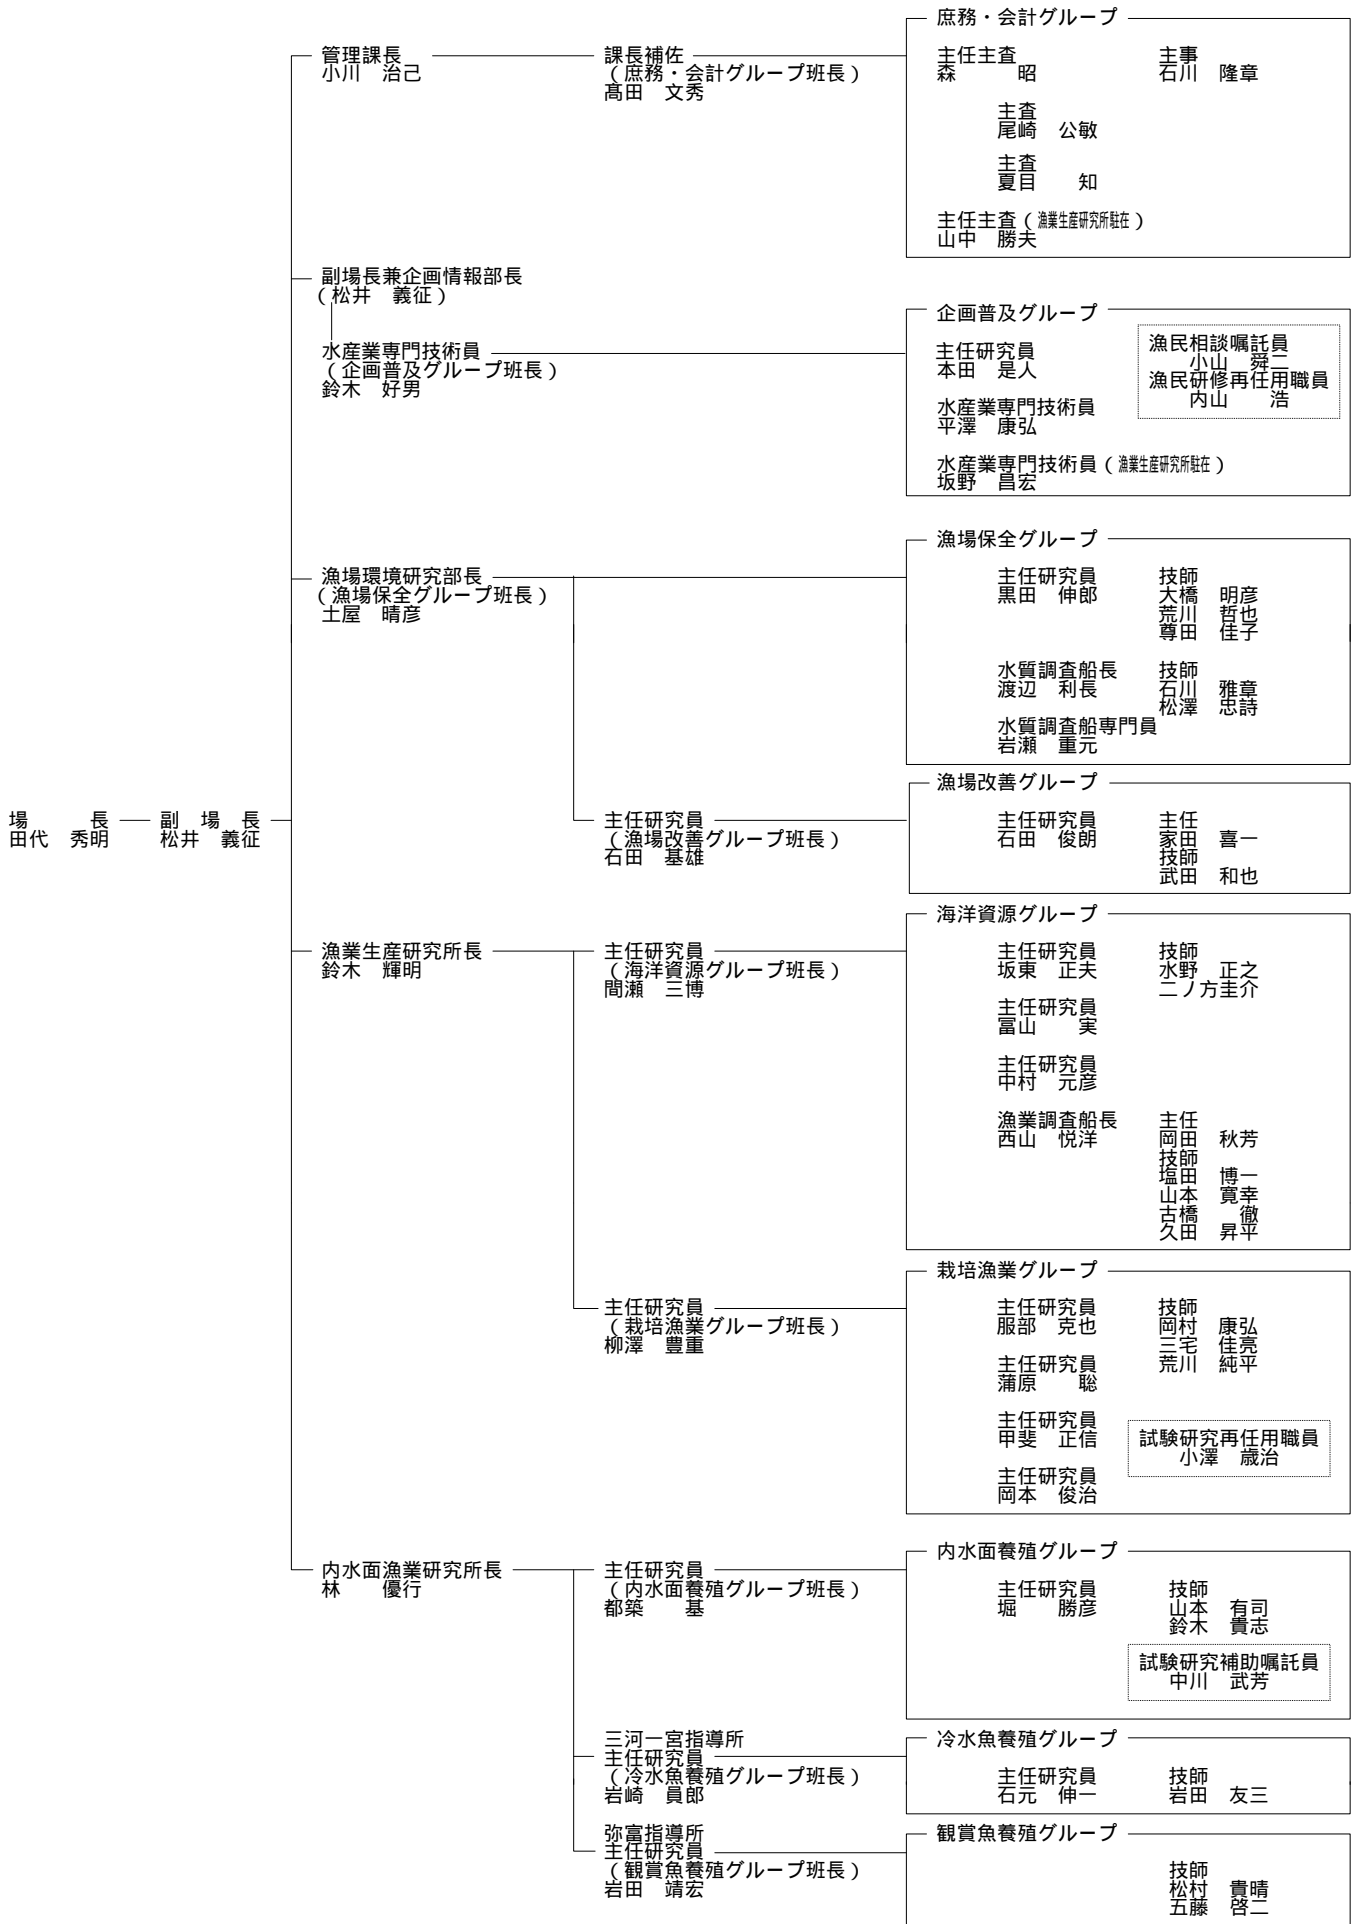 場　　長
田代　秀明
副　場　長
松井　義征
管理課長
小川　治己
課長補佐
（庶務・会計グループ班長）
髙田　文秀
庶務・会計グループ
主任主査
森　　　昭
主事
石川　隆章
主査
尾崎　公敏
主査
夏目　　知
主任主査（漁業生産研究所駐在）
山中　勝夫
副場長兼企画情報部長
（松井　義征）
水産業専門技術員
（企画普及グループ班長）
鈴木　好男
企画普及グループ
主任研究員
本田　是人
水産業専門技術員
平澤　康弘
水産業専門技術員（漁業生産研究所駐在）
坂野　昌宏
漁民相談嘱託員
小山　舜二
漁民研修再任用職員
内山　　浩
漁場環境研究部長
（漁場保全グループ班長）
土屋　晴彦
漁場保全グループ
主任研究員
黒田　伸郎
技師
大橋　明彦
荒川　哲也
尊田　佳子
水質調査船長
渡辺　利長
技師
石川　雅章
松澤　忠詩
水質調査船専門員
岩瀬　重元
主任研究員
（漁場改善グループ班長）
石田　基雄
漁場改善グループ
主任研究員
石田　俊朗
主任
家田　喜一
技師
武田　和也
漁業生産研究所長
鈴木　輝明
主任研究員
（海洋資源グループ班長）
間瀬　三博
海洋資源グループ
主任研究員
坂東　正夫
技師
水野　正之
二ノ方圭介
主任研究員
冨山　　実
主任研究員
中村　元彦
漁業調査船長
西山　悦洋
主任
岡田　秋芳
技師
塩田　博一
山本　寛幸
古橋　　徹
久田　昇平
主任研究員
（栽培漁業グループ班長）
柳澤　豊重
栽培漁業グループ
主任研究員
服部　克也
技師
岡村　康弘
三宅　佳亮
荒川　純平
主任研究員
蒲原　　聡
主任研究員
甲斐　正信
主任研究員
岡本　俊治
試験研究再任用職員
小澤　歳治
内水面漁業研究所長
林　　優行
主任研究員
（内水面養殖グループ班長）
都築　　基
内水面養殖グループ
主任研究員
堀　　勝彦
技師
山本　有司
鈴木　貴志
試験研究補助嘱託員
中川　武芳
三河一宮指導所
主任研究員
（冷水魚養殖グループ班長）
岩崎　員郎
冷水魚養殖グループ
主任研究員
石元　伸一
技師
岩田　友三
弥富指導所
主任研究員
（観賞魚養殖グループ班長）
岩田　靖宏
観賞魚養殖グループ
技師
松村　貴晴
五藤　啓二